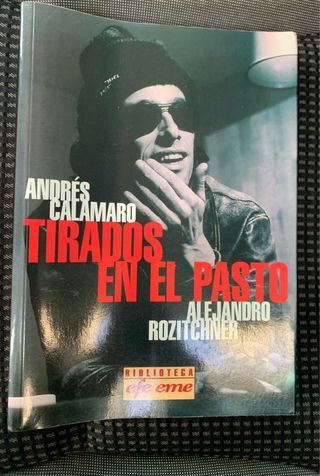 ANDRÉS
CALAMARO
TIRADOS
EN EL PASTO
ALEJANDRO
ROZITCHNER
BIBLIOTECA
efe eme